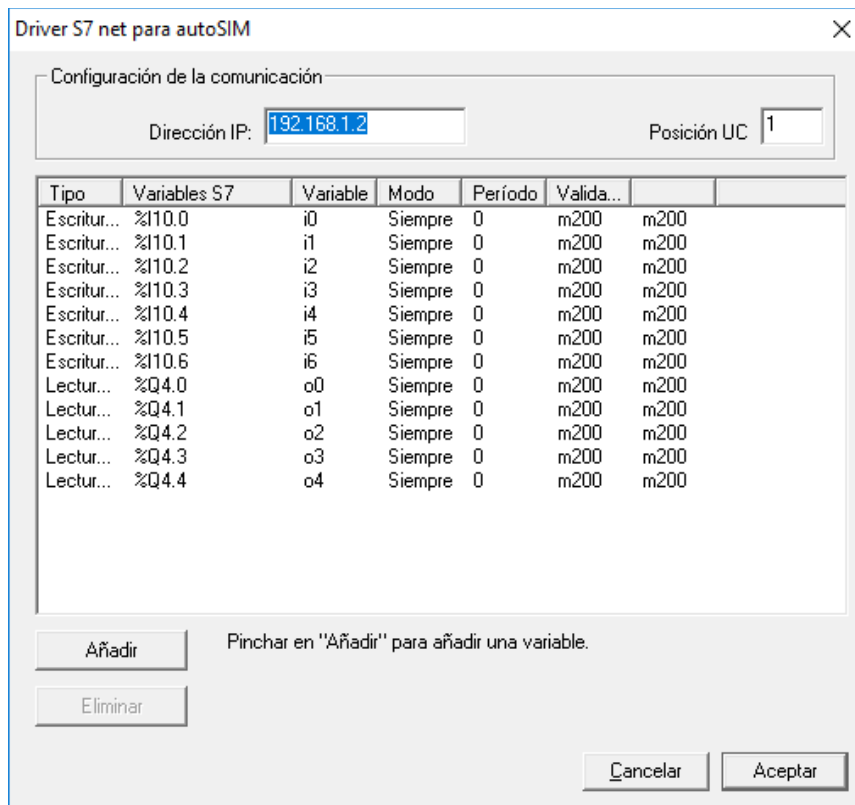 Driver S7 net para autoSIM
Configuración de la comunicación
Dirección IP: 192.168.1.2 Posición UC 1
Tipo Variables S7 Variable Modo Período Valida...
Escritur... %I10.0 i0 Siempre 0 m200 m200
Escritur... %I10.1 i1 Siempre 0 m200 m200
Escritur... %I10.2 i2 Siempre 0 m200 m200
Escritur... %I10.3 i3 Siempre 0 m200 m200
Escritur... %I10.4 i4 Siempre 0 m200 m200
Escritur... %I10.5 i5 Siempre 0 m200 m200
Escritur... %I10.6 i6 Siempre 0 m200 m200
Lectur... %Q4.0 o0 Siempre 0 m200 m200
Lectur... %Q4.1 o1 Siempre 0 m200 m200
Lectur... %Q4.2 o2 Siempre 0 m200 m200
Lectur... %Q4.3 o3 Siempre 0 m200 m200
Lectur... %Q4.4 o4 Siempre 0 m200 m200
Añadir Pinchar en "Añadir" para añadir una variable.
Eliminar
Cancelar Aceptar